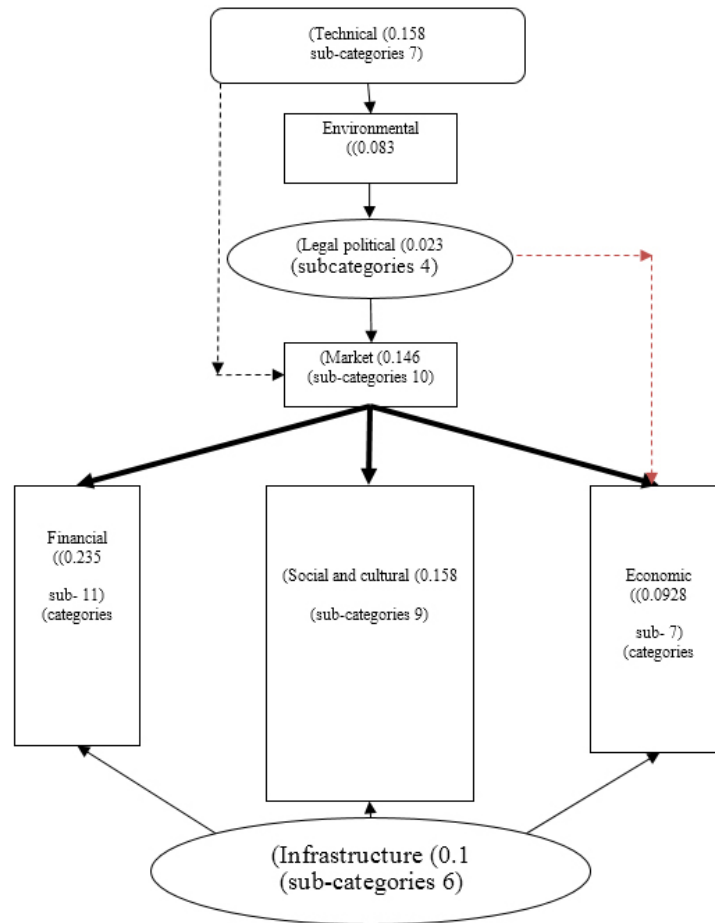 (Technical (0.158
sub-categories 7)
Environmental
((0.083
(Legal political (0.023
(subcategories 4)
(Market (0.146
(sub-categories 10)
Financial
((0.235
sub- 11)
(categories
(Social and cultural (0.158
(sub-categories 9)
Economic
((0.0928
sub- 7)
(categories
(Infrastructure (0.1
(sub-categories 6)